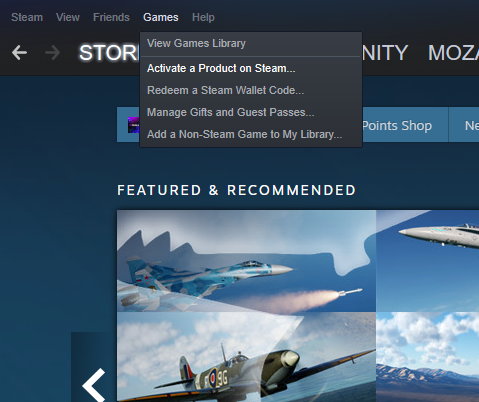 Steam View Friends Games Help
STOR NITY MOZA
View Games Library
Activate a Product on Steam...
Redeem a Steam Wallet Code...
Manage Gifts and Guest Passes...
Add a Non-Steam Game to My Library...
Points Shop Ne
FEATURED & RECOMMENDED